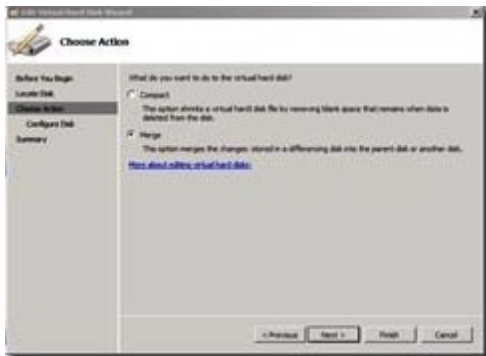 Edit Virtual Hard Disk Wizard
Choose Action
Before You Begin
Locate Disk
Choose Action
Configure Disk
Summary
What do you want to do to the virtual hard disk?
Compact
This option shrinks a virtual hard disk file by removing blank space that remains when data is
deleted from the disk.
Merge
This option merges the changes stored in a differencing disk into the parent disk or another disk.
More about editing virtual hard disks
< Previous
Next >
Finish
Cancel